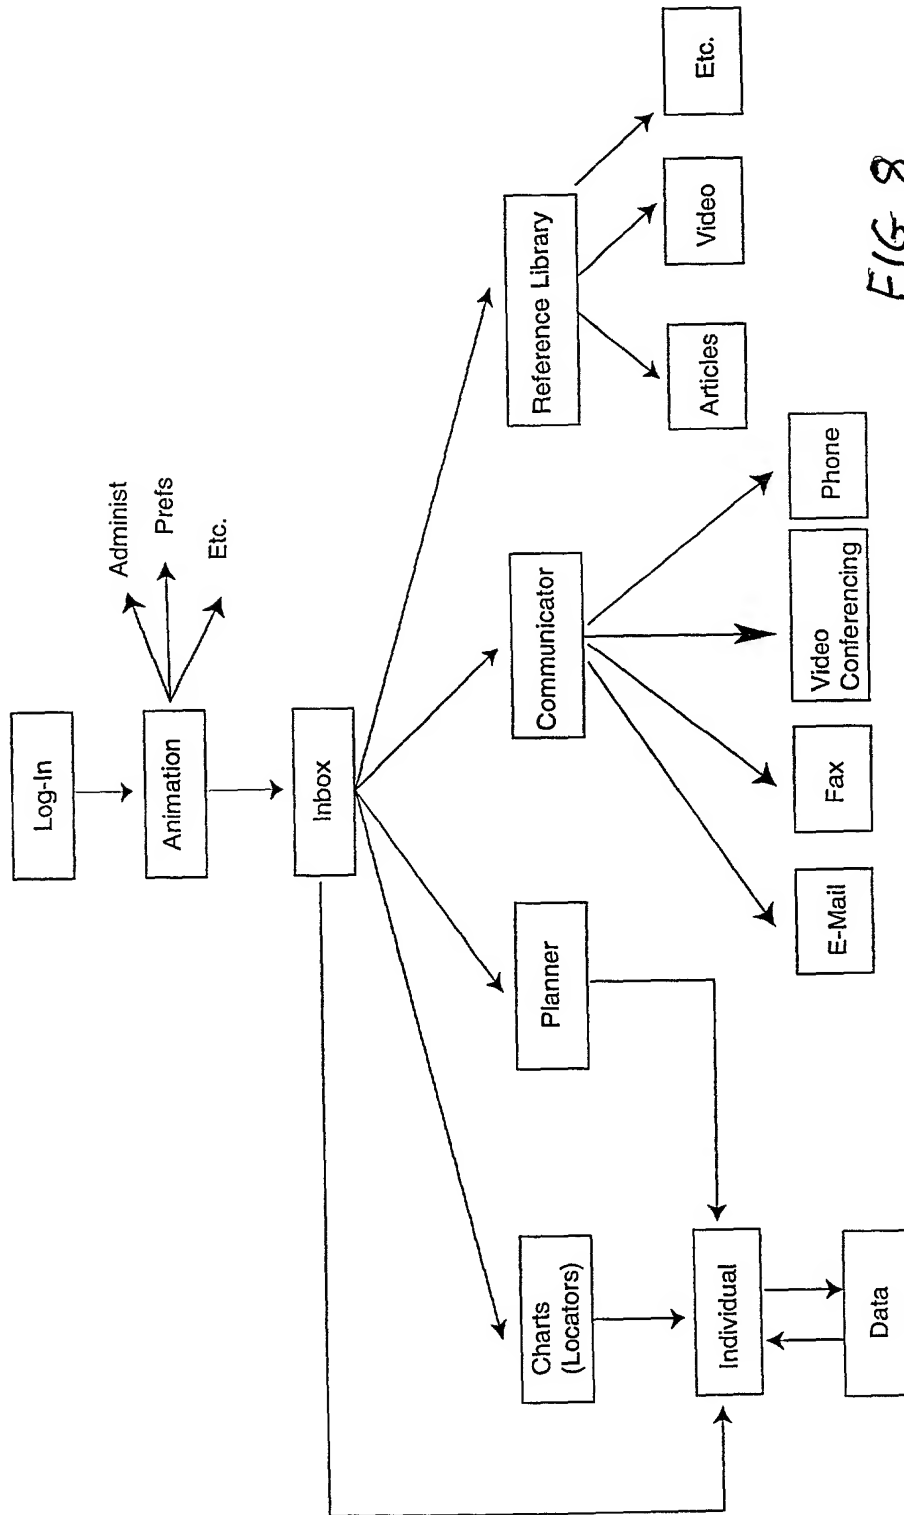 Log-In
Animation
Administ
Prefs
Etc.
Inbox
Charts
(Locators)
Planner
Communicator
Reference Library
Individual
Data
E-Mail
Fax
Video
Conferencing
Phone
Articles
Video
Etc.
FIG 8